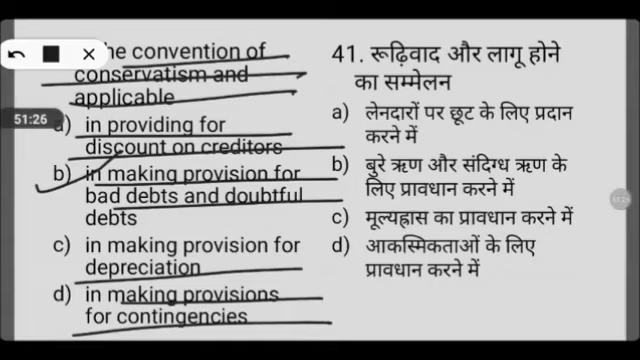 he convention of
conservatism and
applicable
a) in providing for
discount on creditors
b) in making provision for
bad debts and doubtful
debts
c) in making provision for
depreciation
d) in making provisions
for contingencies
41. रूढ़िवाद और लागू होने
का सम्मेलन
a) लेनदारों पर छूट के लिए प्रदान
करने में
b) बुरे ऋण और संदिग्ध ऋण के
लिए प्रावधान करने में
c) मूल्यह्रास का प्रावधान करने में
d) आकस्मिकताओं के लिए
प्रावधान करने में
51:26